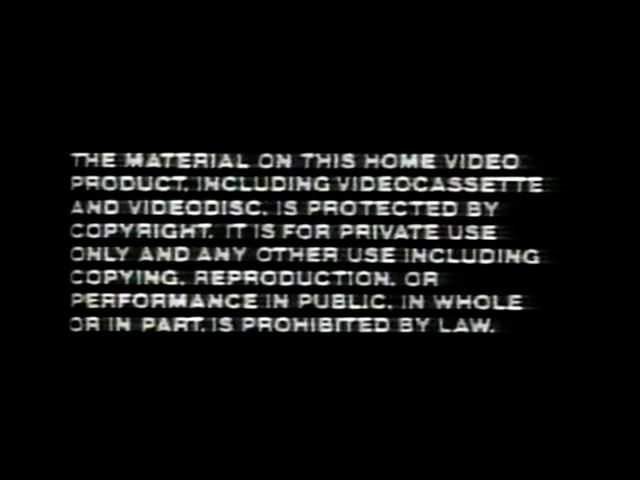 THE MATERIAL ON THIS HOME VIDEO
PRODUCT, INCLUDING VIDEOCASSETTE
AND VIDEODISC, IS PROTECTED BY
COPYRIGHT. IT IS FOR PRIVATE USE
ONLY AND ANY OTHER USE INCLUDING
COPYING, REPRODUCTION, OR
PERFORMANCE IN PUBLIC, IN WHOLE
OR IN PART, IS PROHIBITED BY LAW.